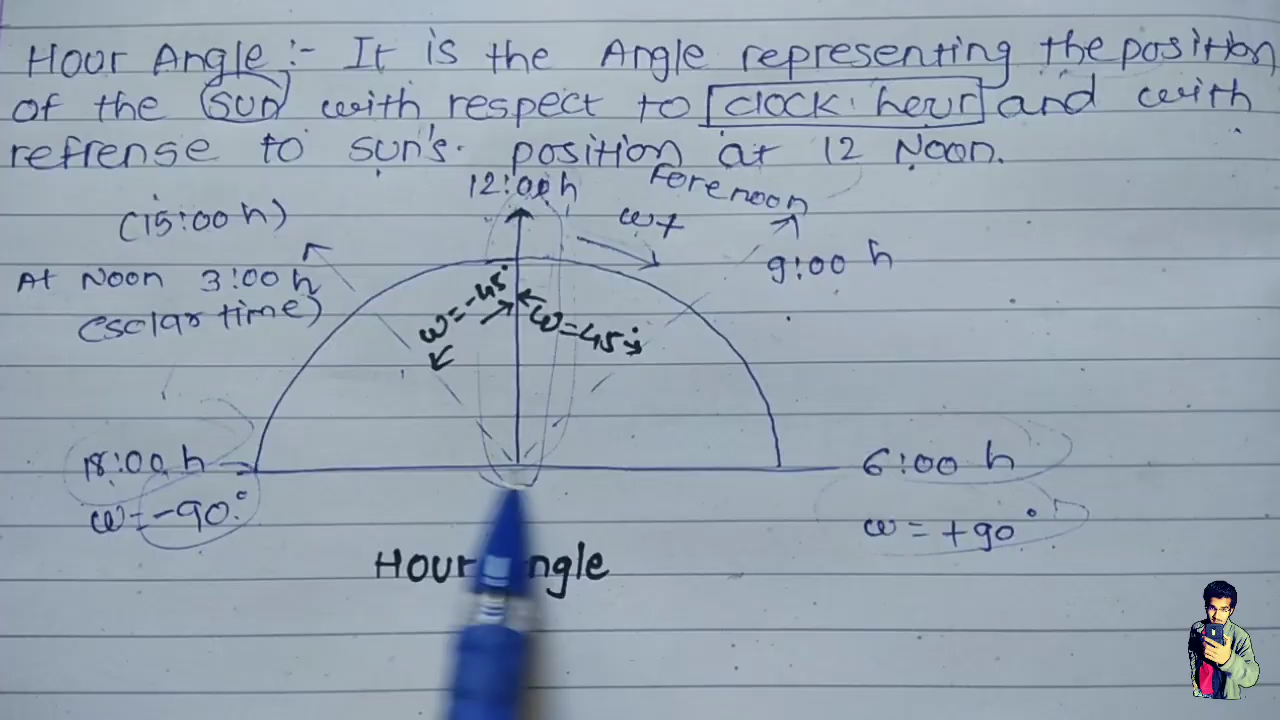 Hour Angle :- It is the Angle representing the position
of the sun with respect to clock hour and with
refrense to sun's position at 12 Noon.
12:00 h
Forenoon
(15:00 h)
ω+
9:00 h
At Noon 3:00 h
(solar time)
ω=-45°
ω=45°
18:00 h
6:00 h
ω=-90°
ω=+90°
Hour ngle